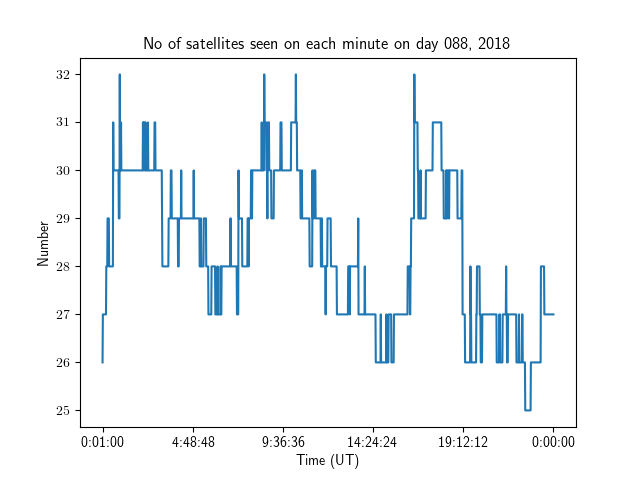 No of satellites seen on each minute on day 088, 2018
32
31
30
29
28
27
26
25
Number
0:01:00 4:48:48 9:36:36 14:24:24 19:12:12 0:00:00
Time (UT)